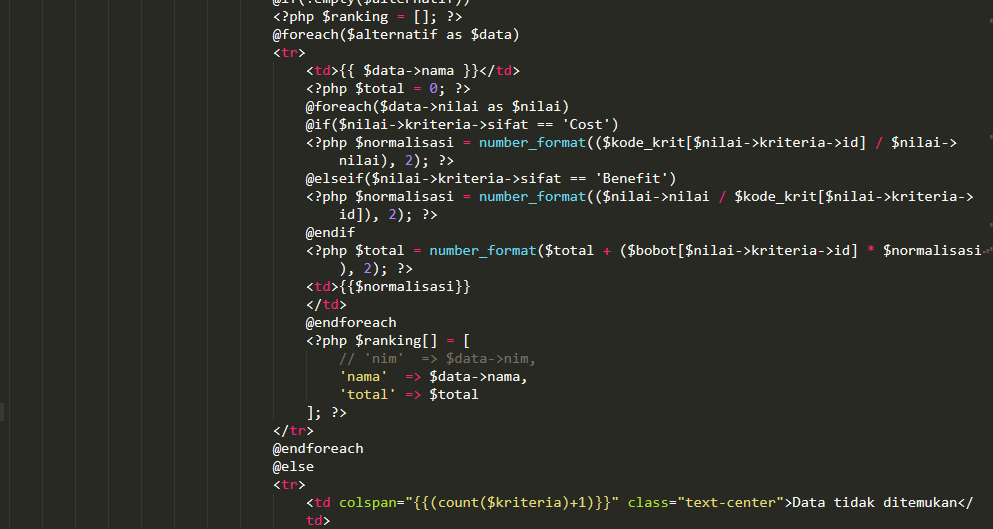 @if(!empty($alternatif))
<?php $ranking = []; ?>
@foreach($alternatif as $data)
<tr>
<td>{{ $data->nama }}</td>
<?php $total = 0; ?>
@foreach($data->nilai as $nilai)
@if($nilai->kriteria->sifat == 'Cost')
<?php $normalisasi = number_format(($kode_krit[$nilai->kriteria->id] / $nilai->
nilai), 2); ?>
@elseif($nilai->kriteria->sifat == 'Benefit')
<?php $normalisasi = number_format(($nilai->nilai / $kode_krit[$nilai->kriteria->
id]), 2); ?>
@endif
<?php $total = number_format($total + ($bobot[$nilai->kriteria->id] * $normalisasi
), 2); ?>
<td>{{$normalisasi}}
</td>
@endforeach
<?php $ranking[] = [
// 'nim' => $data->nim,
'nama' => $data->nama,
'total' => $total
]; ?>
</tr>
@endforeach
@else
<tr>
<td colspan="{{(count($kriteria)+1)}}" class="text-center">Data tidak ditemukan</
td>